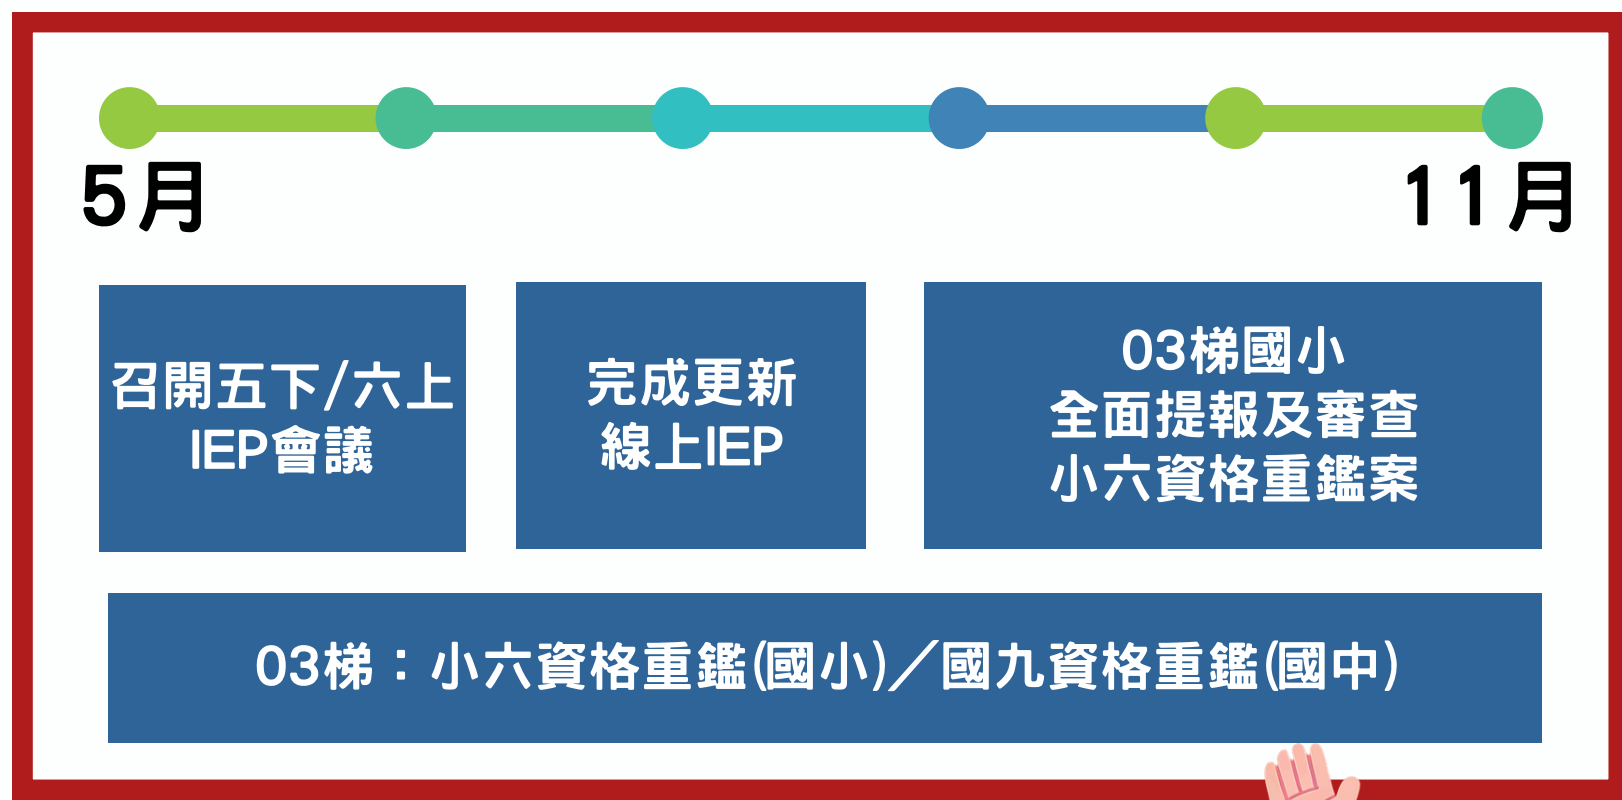 5月
11月
召開五下/六上
IEP會議
完成更新
線上IEP
03梯國小
全面提報及審查
小六資格重鑑案
03梯：小六資格重鑑(國小)／國九資格重鑑(國中)